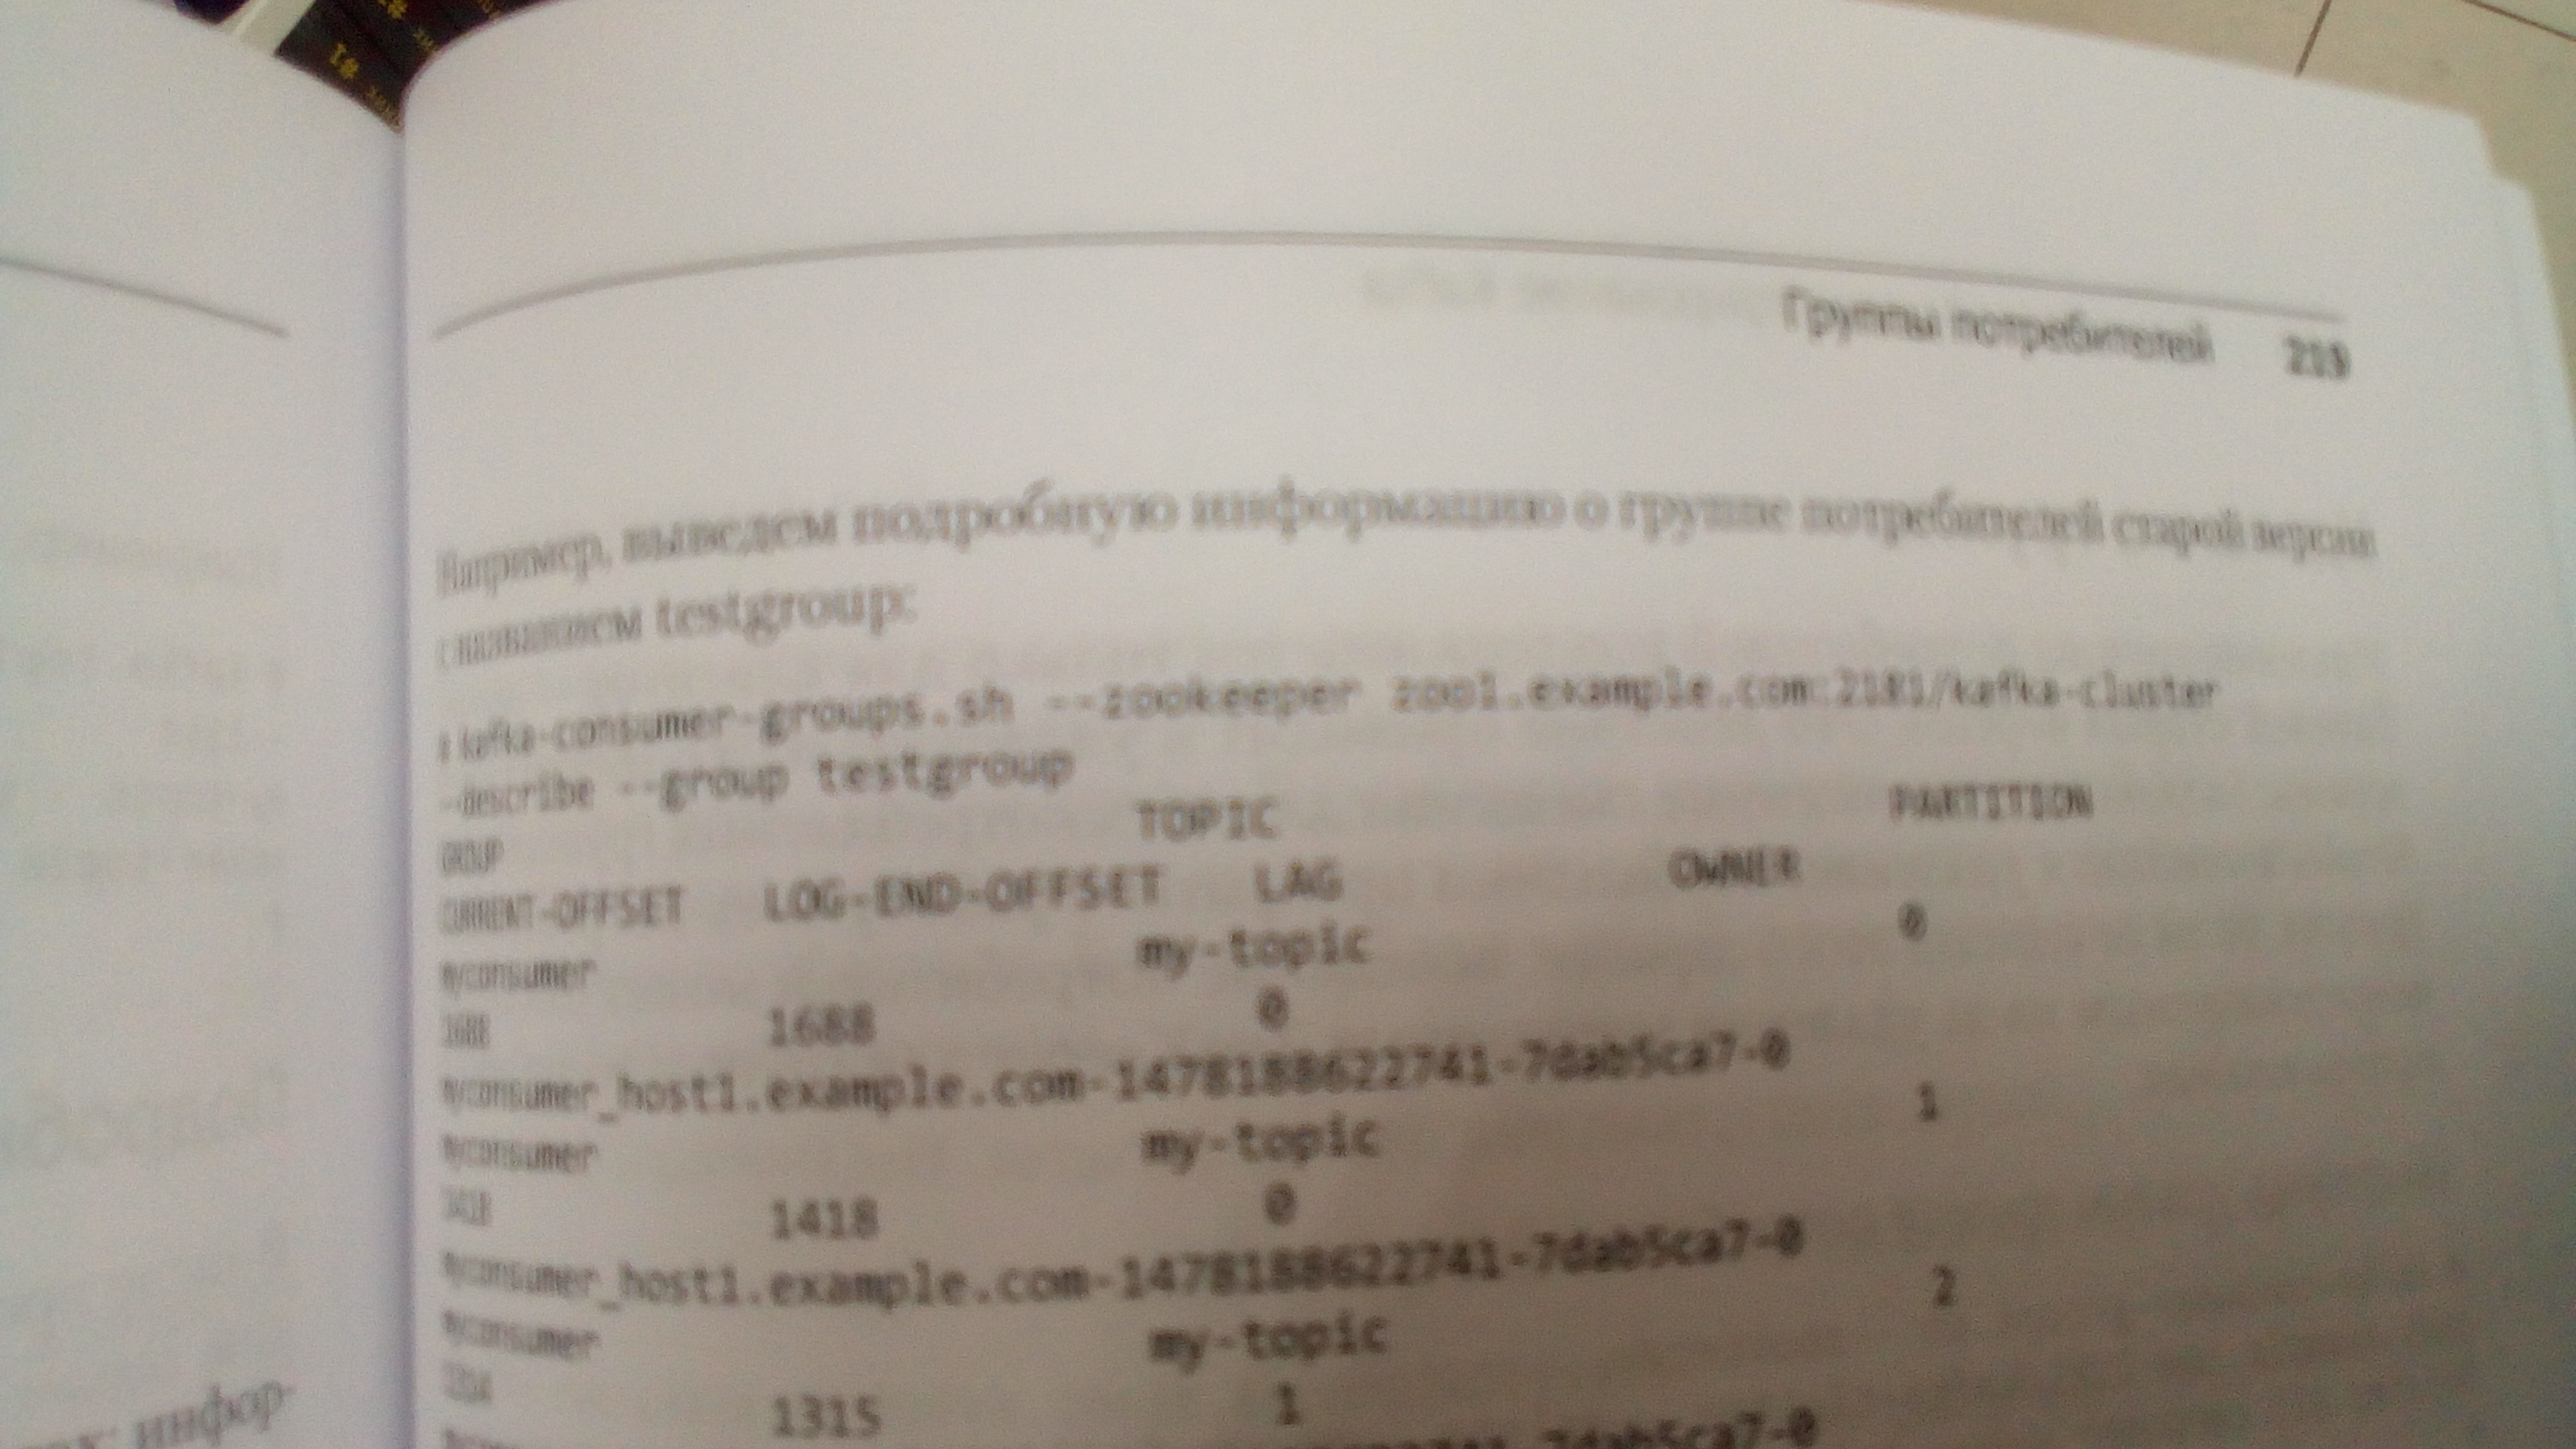 Группы потребителей 219
Например, выведем подробную информацию о группе потребителей старой версии
с названием testgroup:
# kafka-consumer-groups.sh --zookeeper zoo1.example.com:2181/kafka-cluster
--describe --group testgroup
GROUP TOPIC PARTITION
CURRENT-OFFSET LOG-END-OFFSET LAG OWNER
myconsumer my-topic 0
1688 1688 0
myconsumer_host1.example.com-1478188622741-7dab5ca7-0
myconsumer my-topic 1
1418 1418 0
myconsumer_host1.example.com-1478188622741-7dab5ca7-0
myconsumer my-topic 2
1314 1315 1
-7dab5ca7-0
инфор-